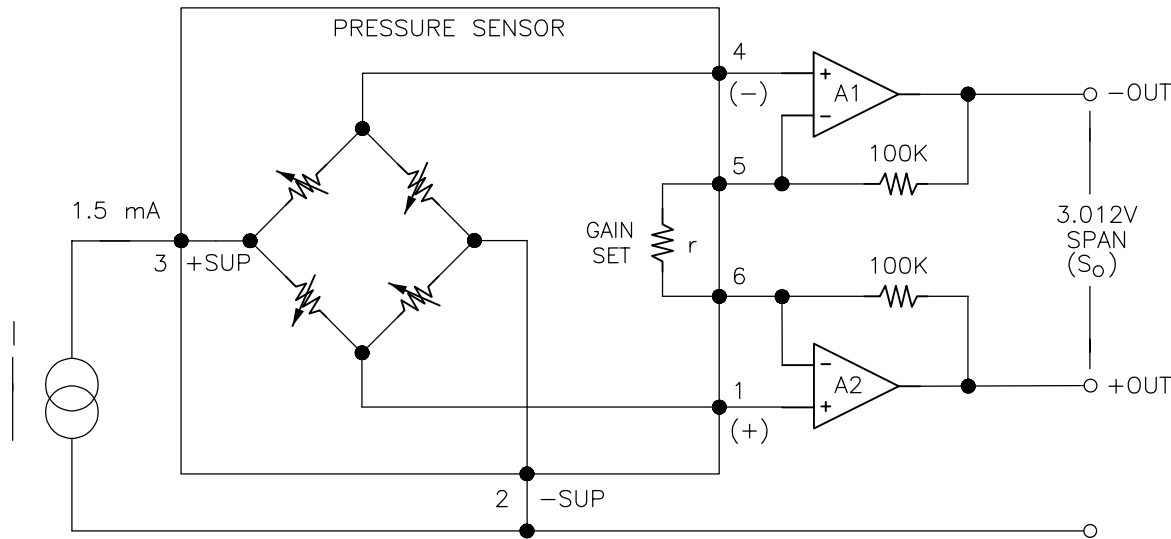 PRESSURE SENSOR
4
(-)
+
A1
−
−OUT
100K
5
1.5 mA
3
+SUP
GAIN
SET
r
3.012V
SPAN
(So)
6
100K
−
A2
+
+OUT
1
(+)
2
−SUP